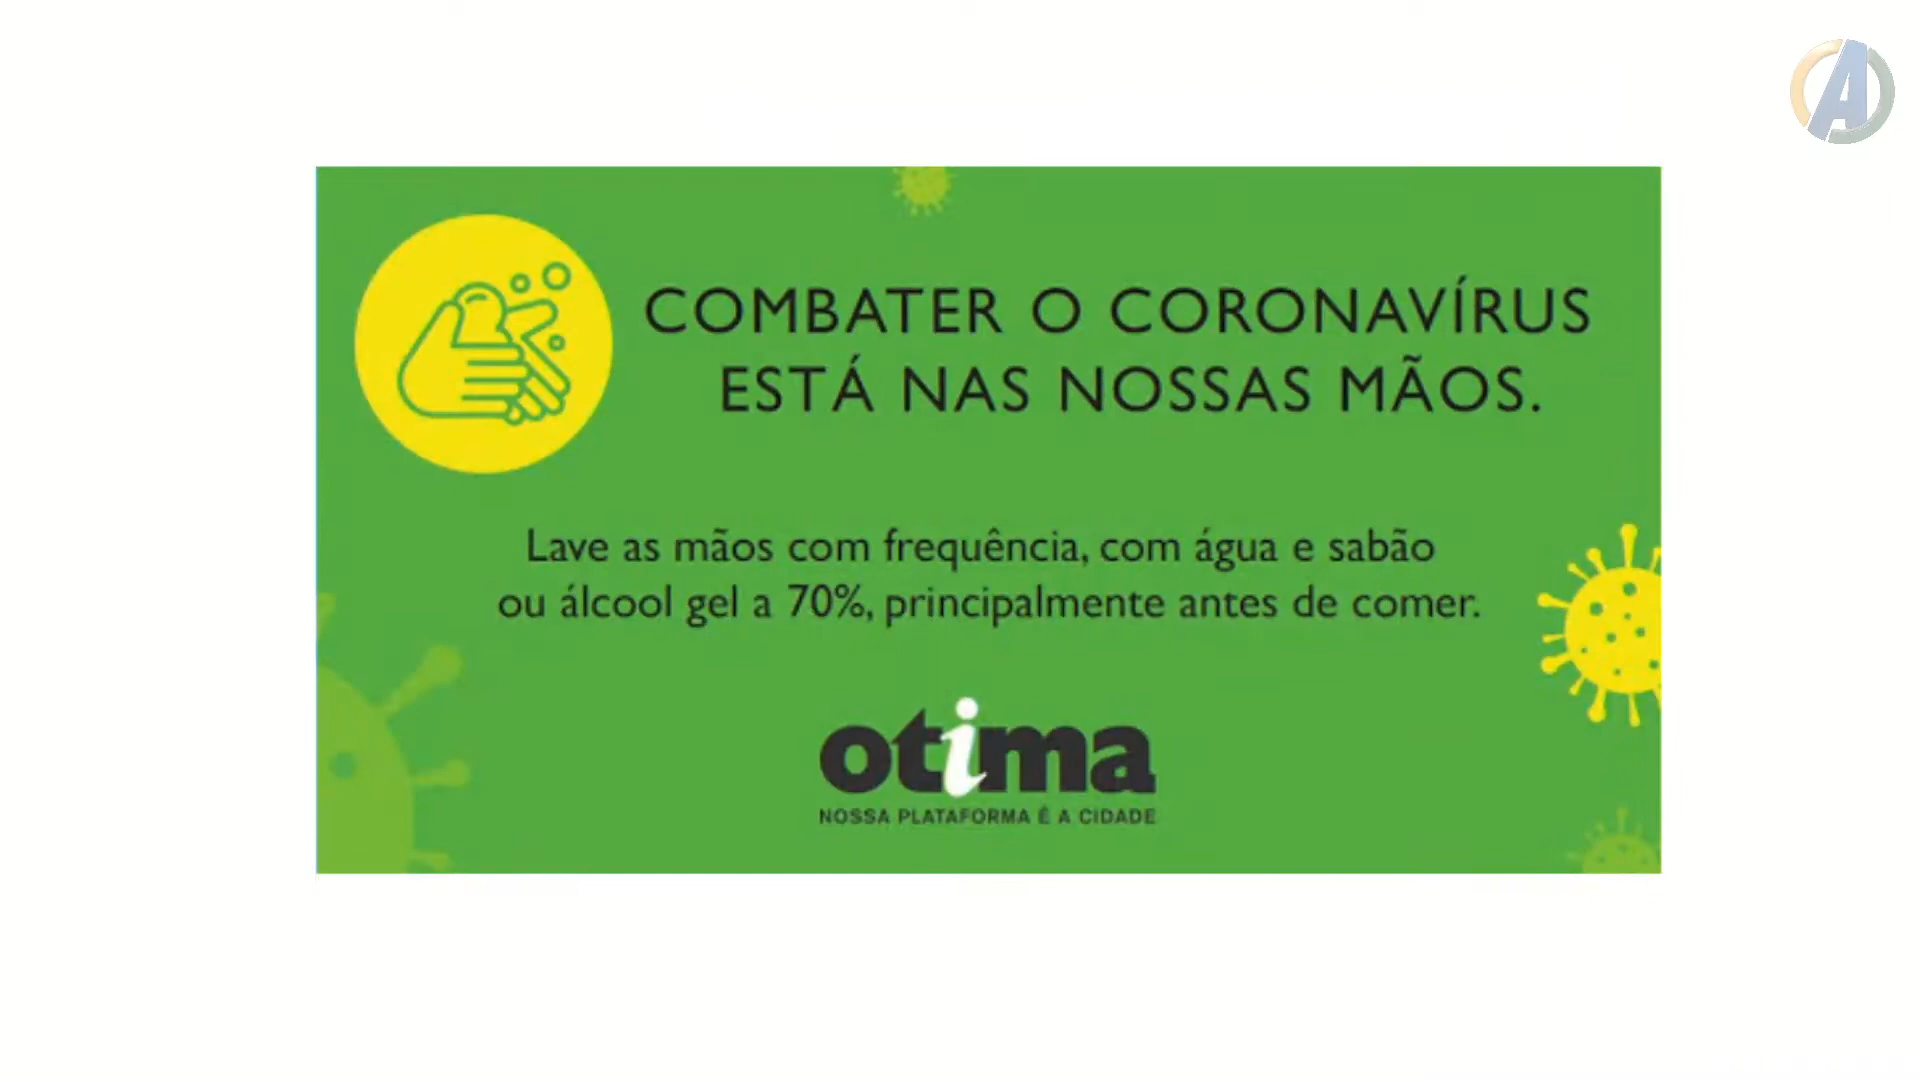 COMBATER O CORONAVÍRUS
ESTÁ NAS NOSSAS MÃOS.
Lave as mãos com frequência, com água e sabão
ou álcool gel a 70%, principalmente antes de comer.
otima
NOSSA PLATAFORMA É A CIDADE
A